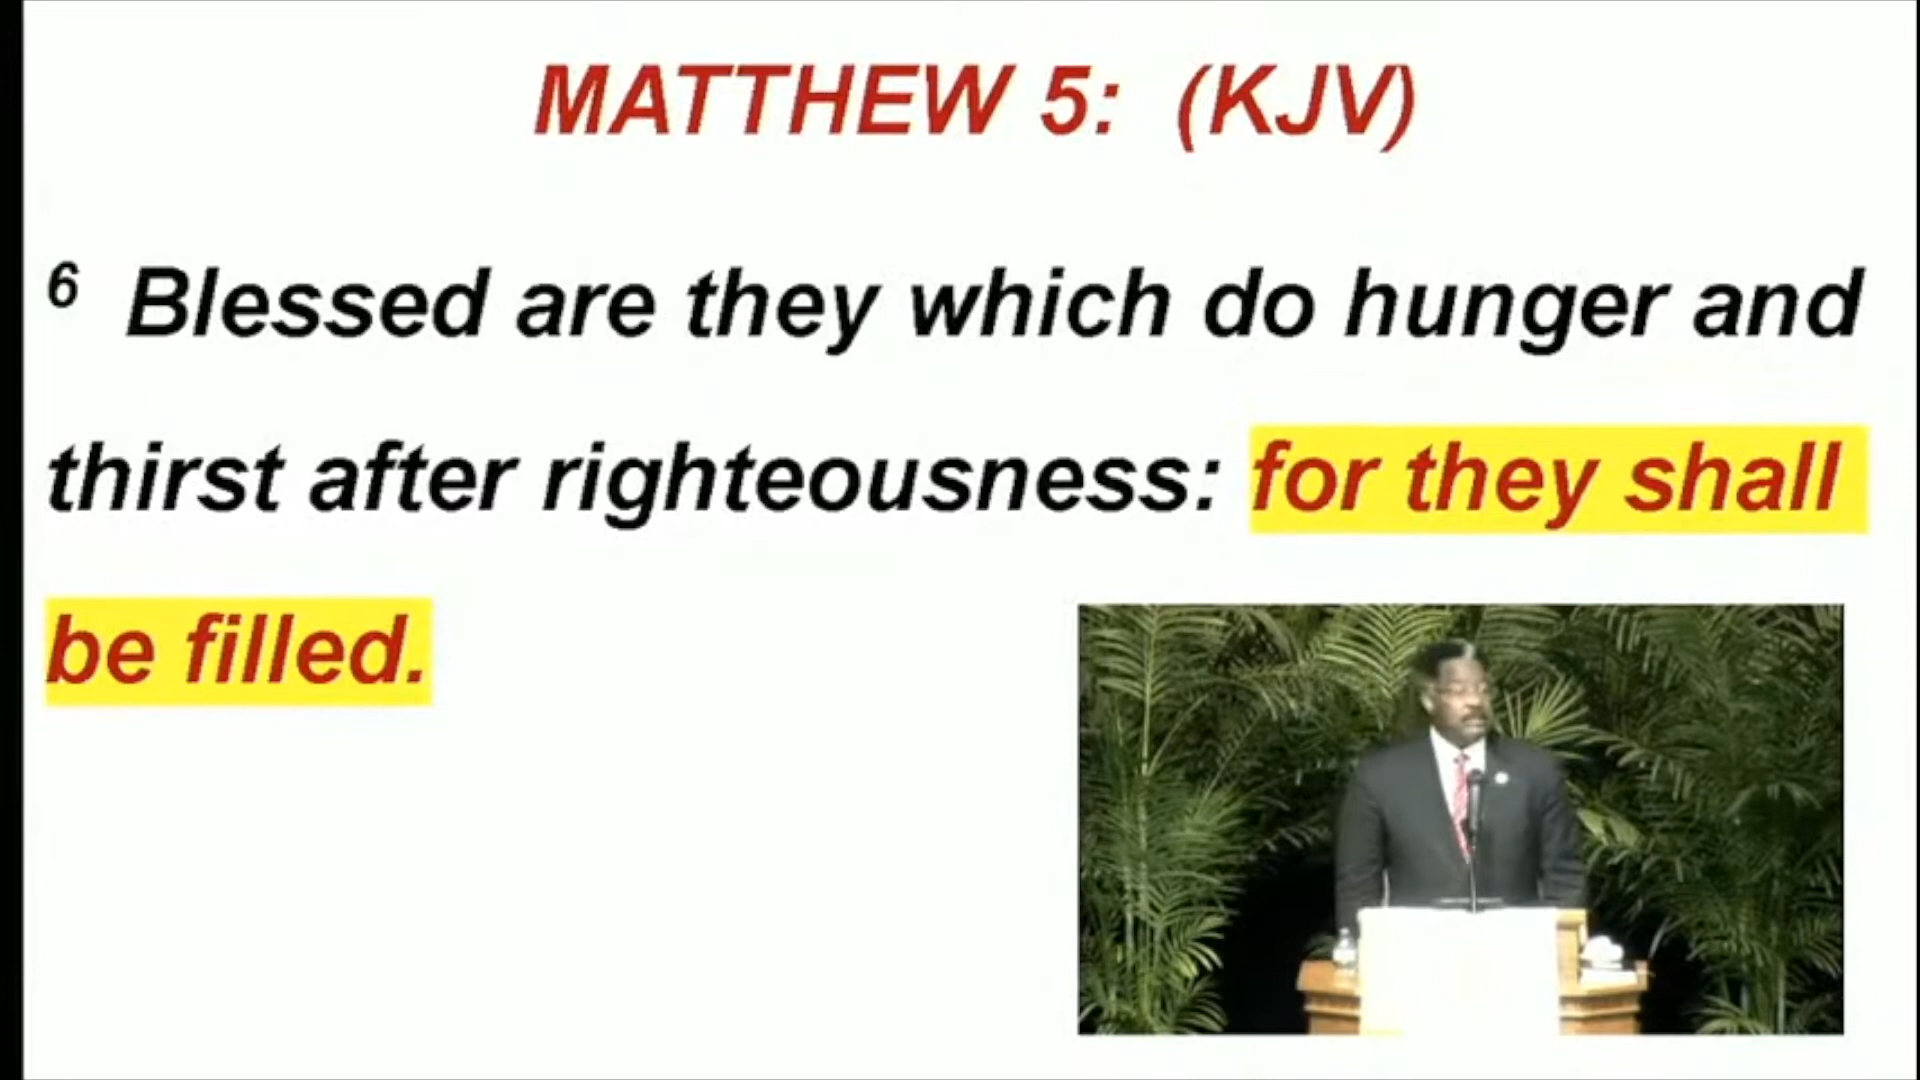 MATTHEW 5: (KJV)
6 Blessed are they which do hunger and
thirst after righteousness: for they shall
be filled.